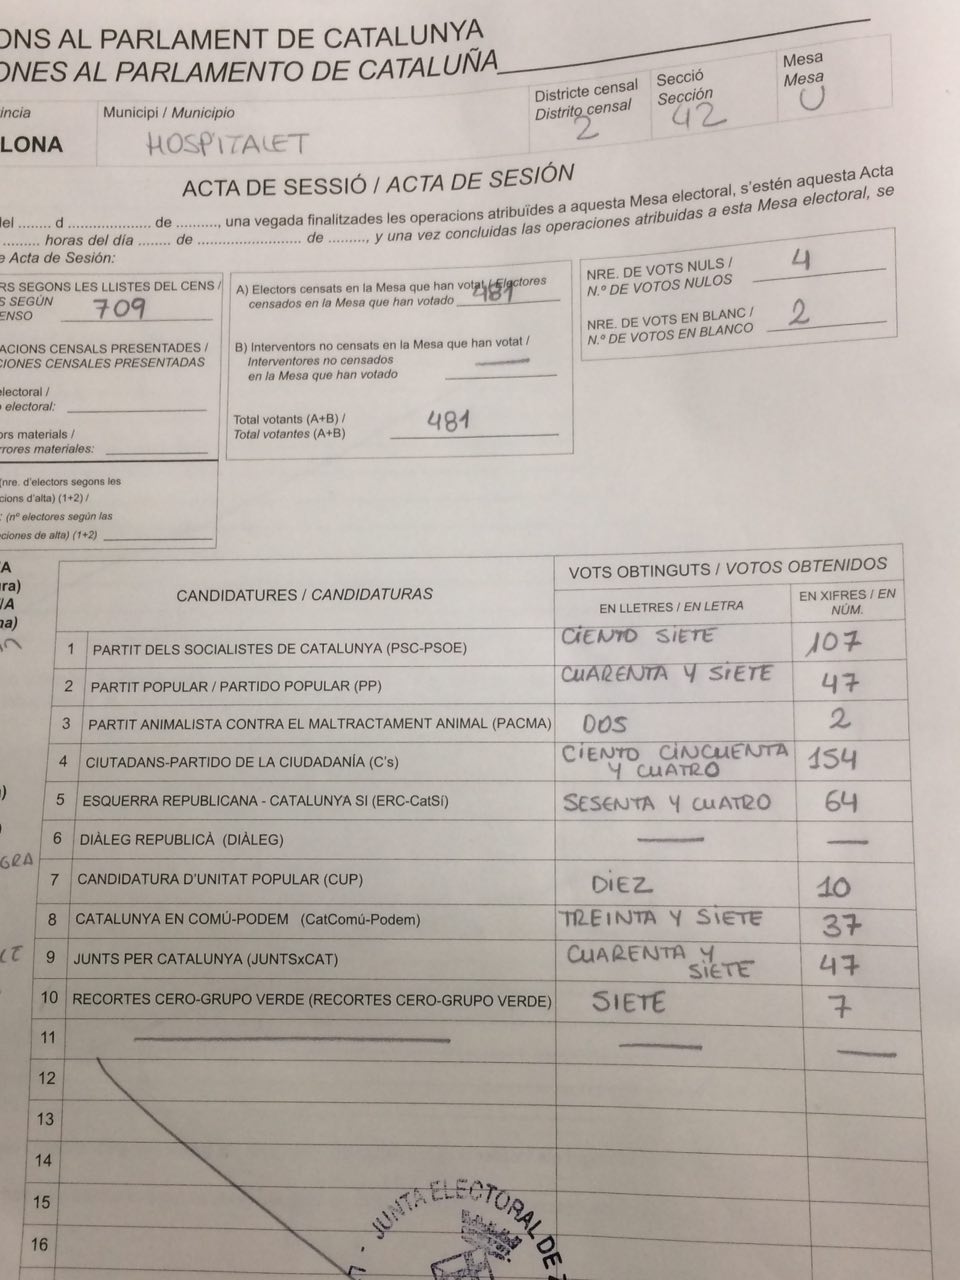 ONS AL PARLAMENT DE CATALUNYA
ONES AL PARLAMENTO DE CATALUÑA
incia
LONA
Municipi / Municipio
HOSPITALET
Districte censal
Distrito censal
2
Secció
Sección
42
Mesa
Mesa
U
ACTA DE SESSIÓ / ACTA DE SESIÓN
del ........ d .................... de .........., una vegada finalitzades les operacions atribuïdes a aquesta Mesa electoral, s'estén aquesta Acta
......... horas del día ........ de ......................... de ........., y una vez concluidas las operaciones atribuidas a esta Mesa electoral, se
e Acta de Sesión:
RS SEGONS LES LLISTES DEL CENS /
S SEGÚN
ENSO 709
ACIONS CENSALS PRESENTADES /
CIONES CENSALES PRESENTADAS
electoral /
electoral:
ors materials /
rrores materiales:
(nre. d'electors segons les
cions d'alta) (1+2) /
: (nº electores según las
ciones de alta) (1+2)
A) Electors censats en la Mesa que han votat / Electores
censados en la Mesa que han votado 481
B) Interventors no censats en la Mesa que han votat /
Interventores no censados
en la Mesa que han votado —
Total votants (A+B) /
Total votantes (A+B) 481
NRE. DE VOTS NULS /
N.º DE VOTOS NULOS 4
NRE. DE VOTS EN BLANC /
N.º DE VOTOS EN BLANCO 2
A
ura)
/A
na)
GRA
CANDIDATURES / CANDIDATURAS
VOTS OBTINGUTS / VOTOS OBTENIDOS
EN LLETRES / EN LETRA
EN XIFRES / EN
NÚM.
1 PARTIT DELS SOCIALISTES DE CATALUNYA (PSC-PSOE) CIENTO SIETE 107
2 PARTIT POPULAR / PARTIDO POPULAR (PP) CUARENTA Y SIETE 47
3 PARTIT ANIMALISTA CONTRA EL MALTRACTAMENT ANIMAL (PACMA) DOS 2
4 CIUTADANS-PARTIDO DE LA CIUDADANÍA (C's) CIENTO CINCUENTA
Y CUATRO 154
5 ESQUERRA REPUBLICANA - CATALUNYA SI (ERC-CatSí) SESENTA Y CUATRO 64
6 DIÀLEG REPUBLICÀ (DIÀLEG) — —
7 CANDIDATURA D'UNITAT POPULAR (CUP) DIEZ 10
8 CATALUNYA EN COMÚ-PODEM (CatComú-Podem) TREINTA Y SIETE 37
9 JUNTS PER CATALUNYA (JUNTSxCAT) CUARENTA Y
SIETE 47
10 RECORTES CERO-GRUPO VERDE (RECORTES CERO-GRUPO VERDE) SIETE 7
11 — — —
12
13
14
15
16
JUNTA ELECTORAL DE